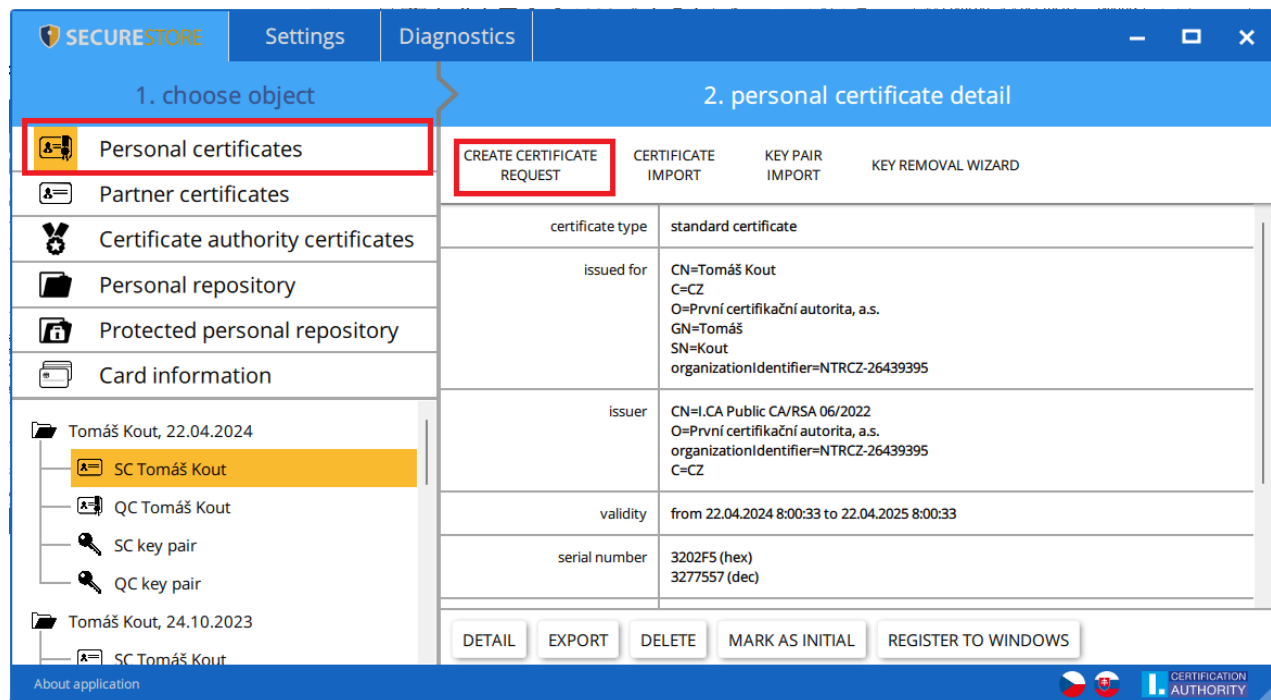 SECURESTORE
Settings
Diagnostics
1. choose object
2. personal certificate detail
Personal certificates
Partner certificates
Certificate authority certificates
Personal repository
Protected personal repository
Card information
Tomáš Kout, 22.04.2024
SC Tomáš Kout
QC Tomáš Kout
SC key pair
QC key pair
Tomáš Kout, 24.10.2023
SC Tomáš Kout
CREATE CERTIFICATE
REQUEST
CERTIFICATE
IMPORT
KEY PAIR
IMPORT
KEY REMOVAL WIZARD
certificate type
standard certificate
issued for
CN=Tomáš Kout
C=CZ
O=První certifikační autorita, a.s.
GN=Tomáš
SN=Kout
organizationIdentifier=NTRCZ-26439395
issuer
CN=I.CA Public CA/RSA 06/2022
O=První certifikační autorita, a.s.
organizationIdentifier=NTRCZ-26439395
C=CZ
validity
from 22.04.2024 8:00:33 to 22.04.2025 8:00:33
serial number
3202F5 (hex)
3277557 (dec)
DETAIL
EXPORT
DELETE
MARK AS INITIAL
REGISTER TO WINDOWS
About application
I. CERTIFICATION
AUTHORITY